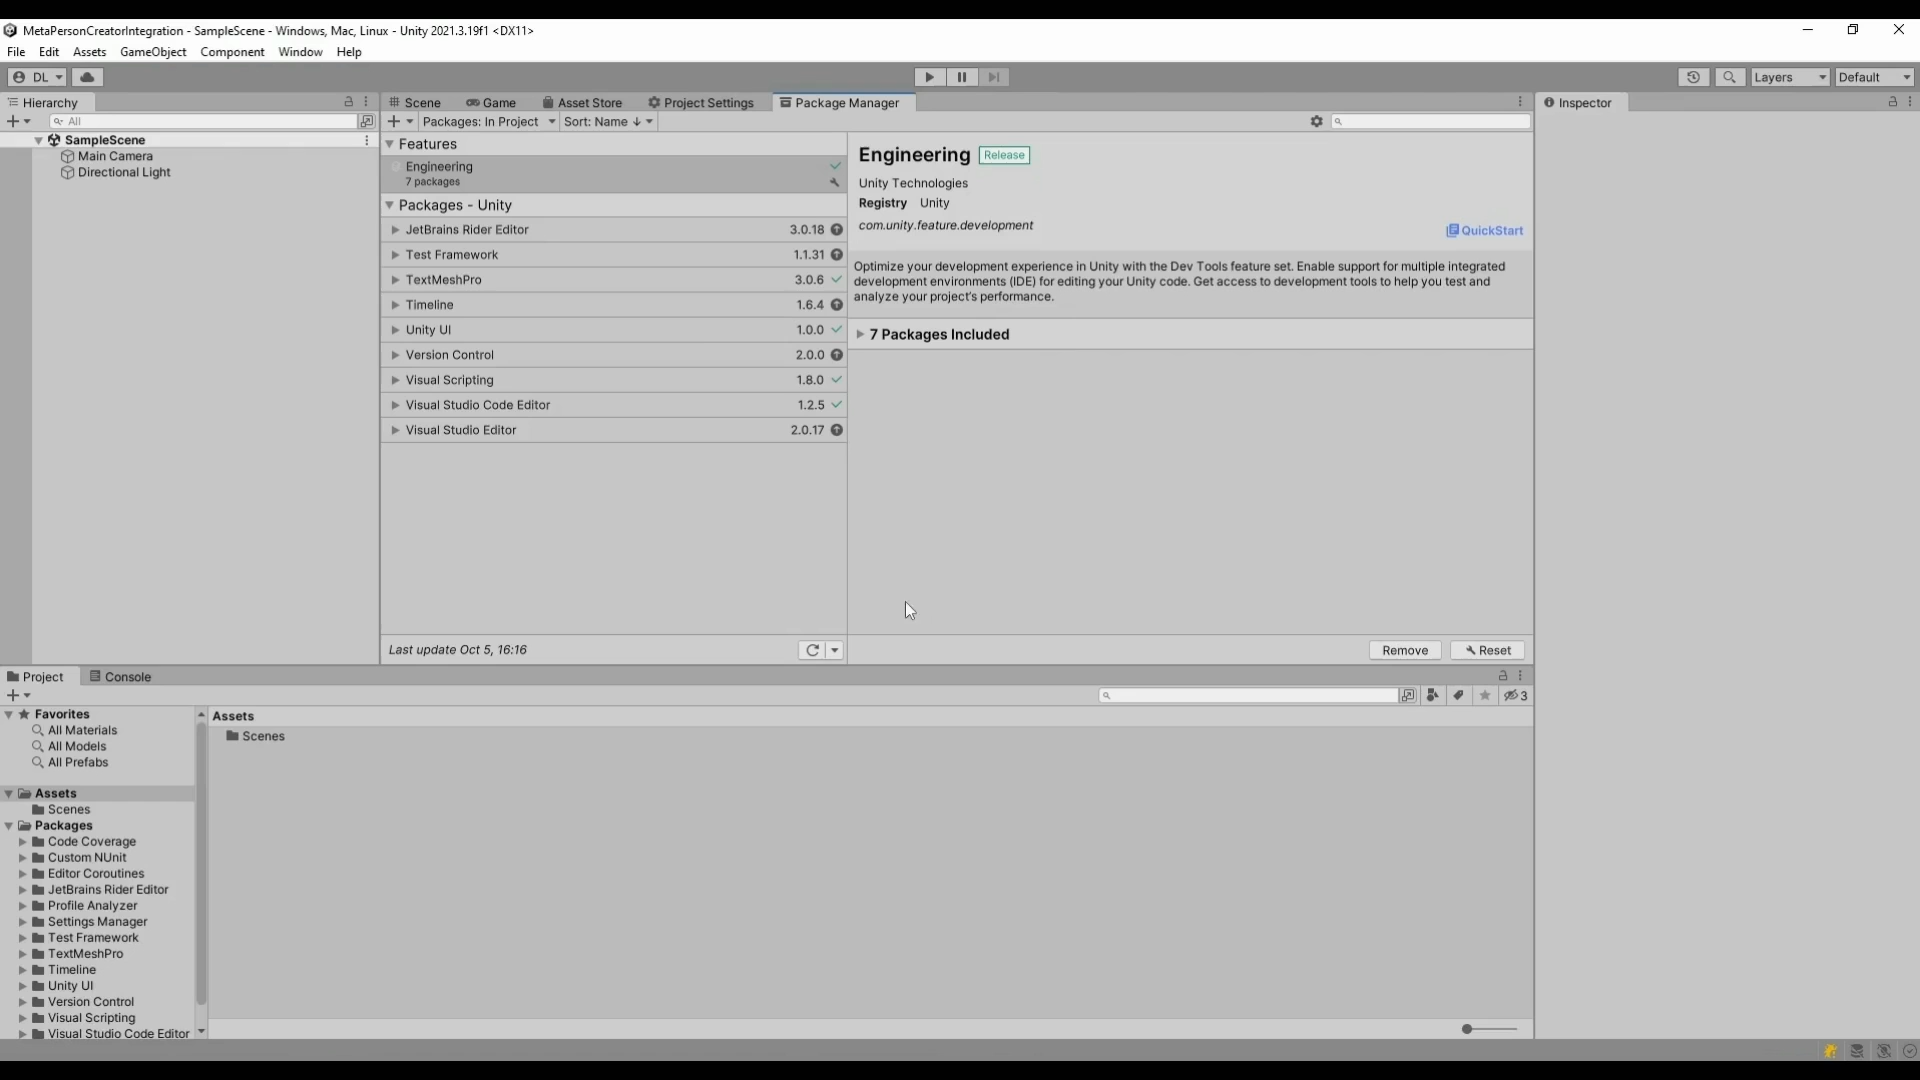 MetaPersonCreatorIntegration - SampleScene - Windows, Mac, Linux - Unity 2021.3.19f1 <DX11>
File Edit Assets GameObject Component Window Help
DL
Layers Default
Hierarchy
All
SampleScene
Main Camera
Directional Light
Scene Game Asset Store Project Settings Package Manager
Packages: In Project Sort: Name ↓
Features
Engineering
7 packages
Packages - Unity
JetBrains Rider Editor 3.0.18
Test Framework 1.1.31
TextMeshPro 3.0.6
Timeline 1.6.4
Unity UI 1.0.0
Version Control 2.0.0
Visual Scripting 1.8.0
Visual Studio Code Editor 1.2.5
Visual Studio Editor 2.0.17
Last update Oct 5, 16:16
Engineering Release
Unity Technologies
Registry Unity
com.unity.feature.development
QuickStart
Optimize your development experience in Unity with the Dev Tools feature set. Enable support for multiple integrated
development environments (IDE) for editing your Unity code. Get access to development tools to help you test and
analyze your project's performance.
7 Packages Included
Remove Reset
Inspector
Project Console
3
Favorites
All Materials
All Models
All Prefabs
Assets
Scenes
Packages
Code Coverage
Custom NUnit
Editor Coroutines
JetBrains Rider Editor
Profile Analyzer
Settings Manager
Test Framework
TextMeshPro
Timeline
Unity UI
Version Control
Visual Scripting
Visual Studio Code Editor
Assets
Scenes